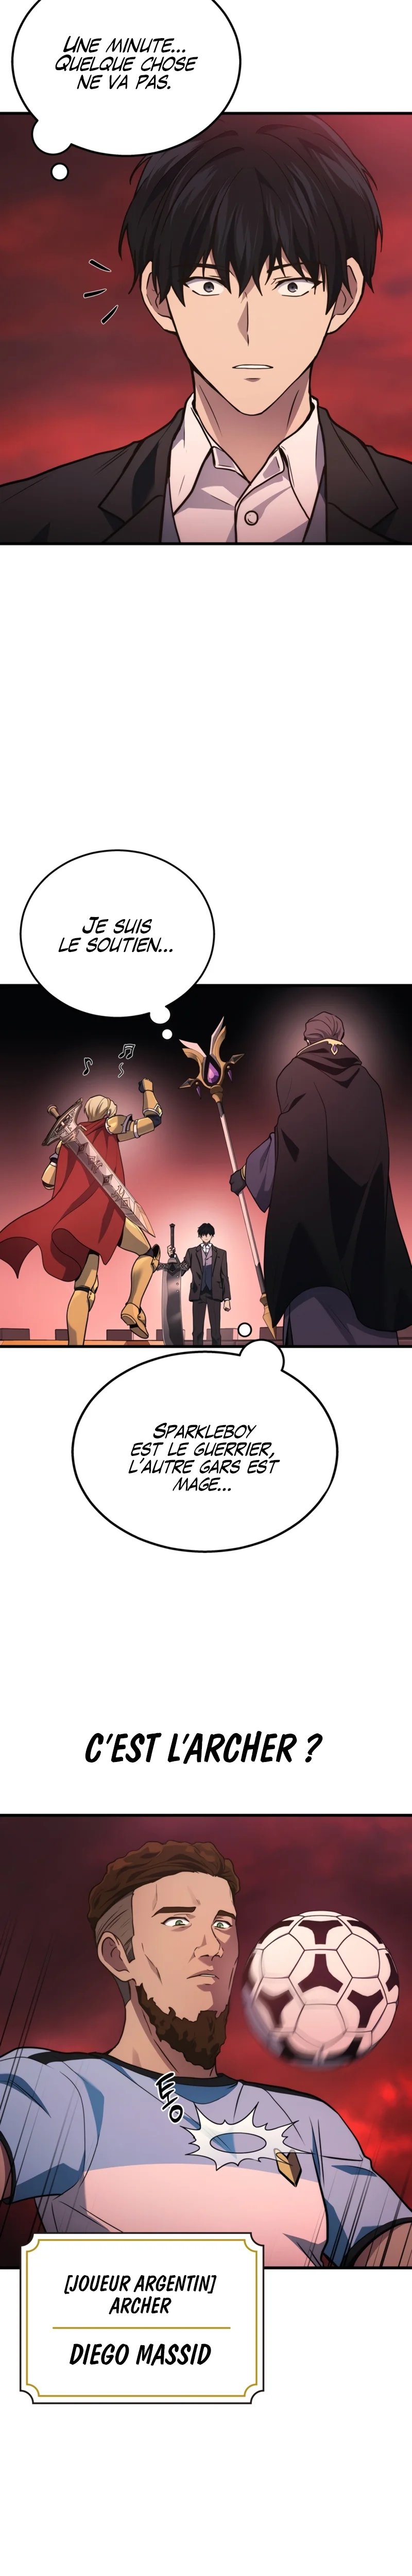 UNE MINUTE...
QUELQUE CHOSE
NE VA PAS.
JE SUIS
LE SOUTIEN...
SPARKLEBOY
EST LE GUERRIER,
L'AUTRE GARS EST
MAGE...
C'EST L'ARCHER ?
[JOUEUR ARGENTIN]
ARCHER
DIEGO MASSID